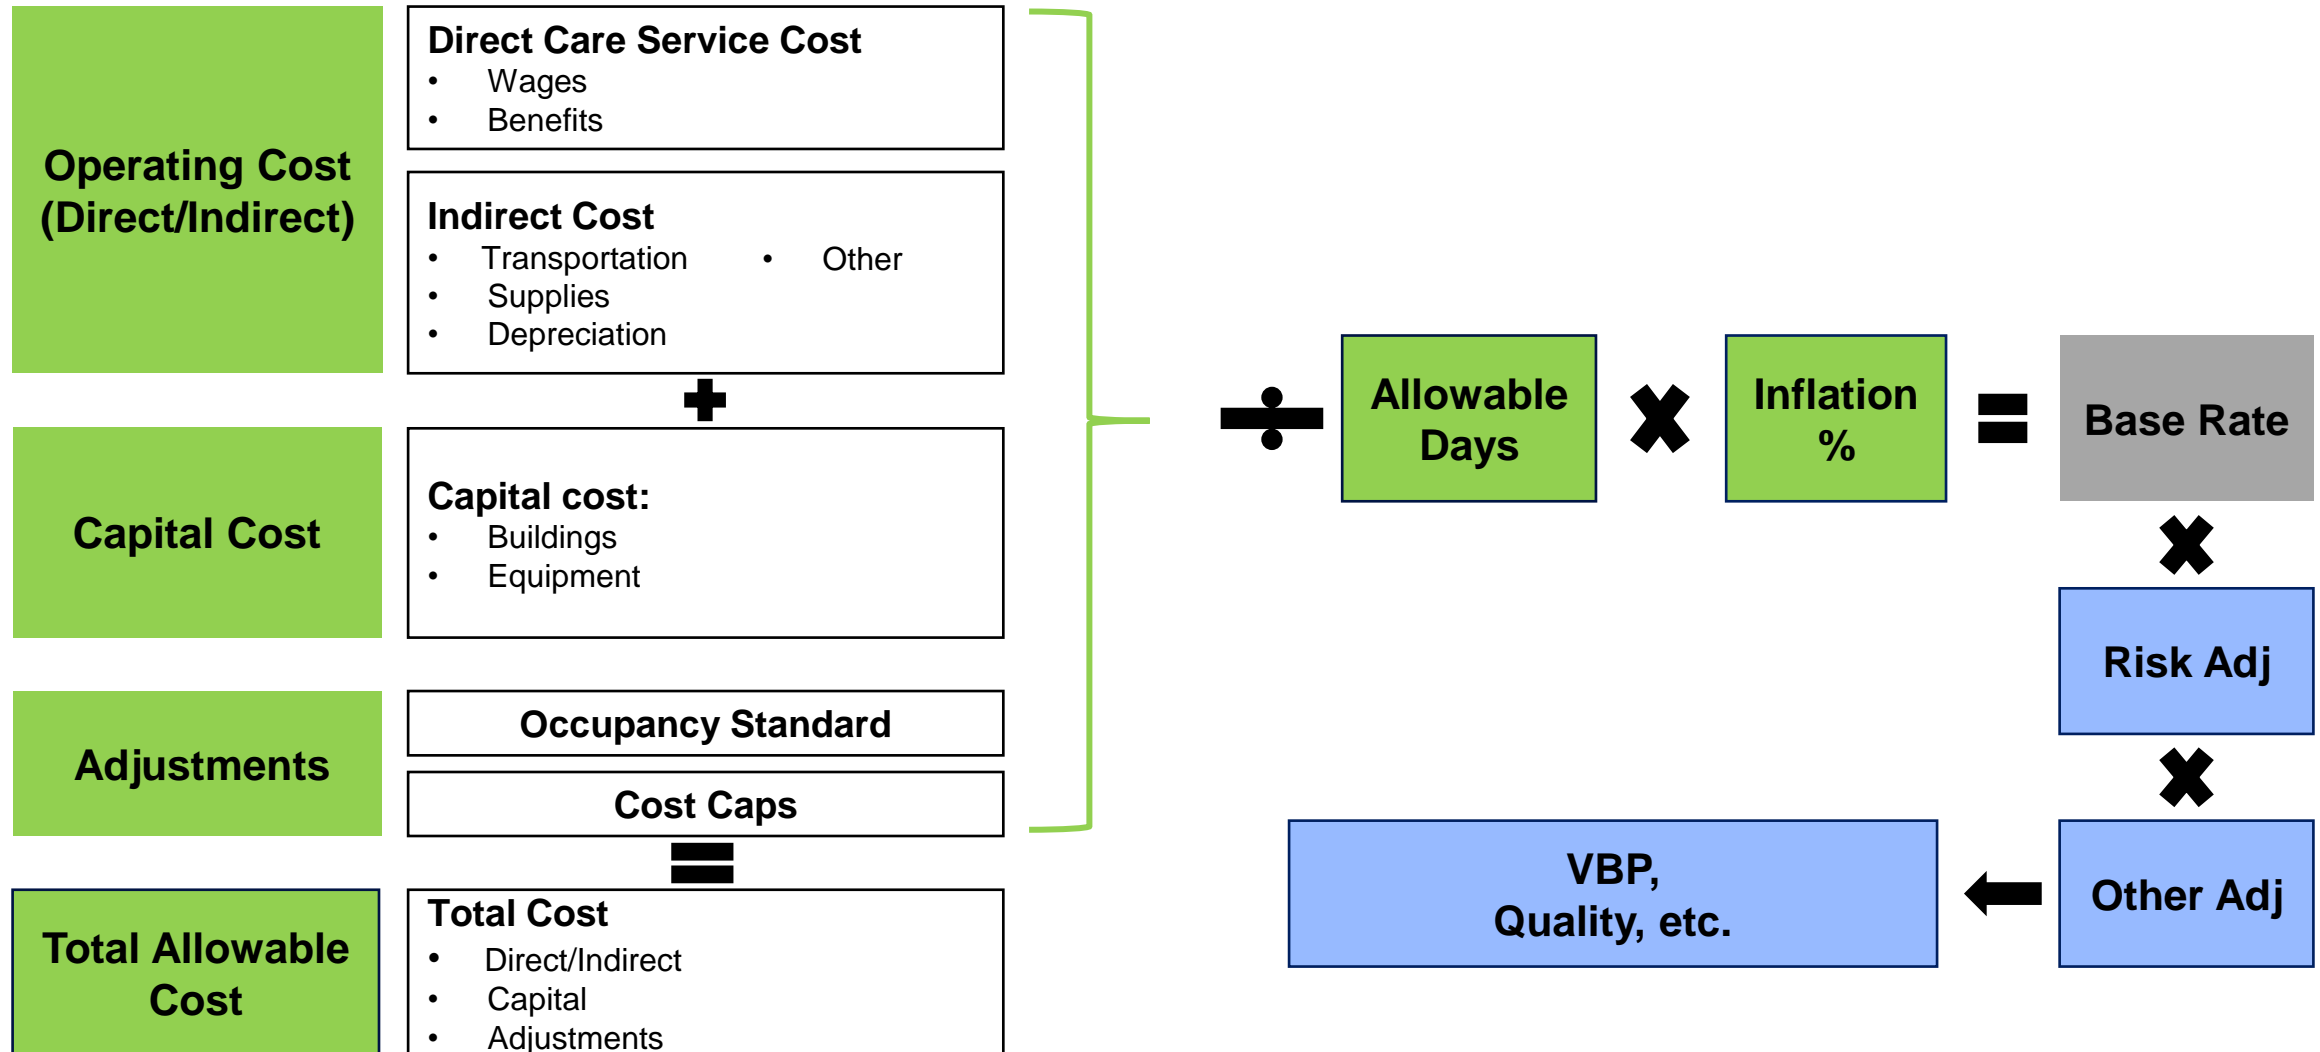 Operating Cost
(Direct/Indirect)
Direct Care Service Cost
• Wages
• Benefits
Indirect Cost
• Transportation • Other
• Supplies
• Depreciation
Capital Cost
Capital cost:
• Buildings
• Equipment
Adjustments
Occupancy Standard
Cost Caps
Total Allowable
Cost
Total Cost
• Direct/Indirect
• Capital
• Adjustments
Allowable
Days
Inflation
%
Base Rate
Risk Adj
Other Adj
VBP,
Quality, etc.